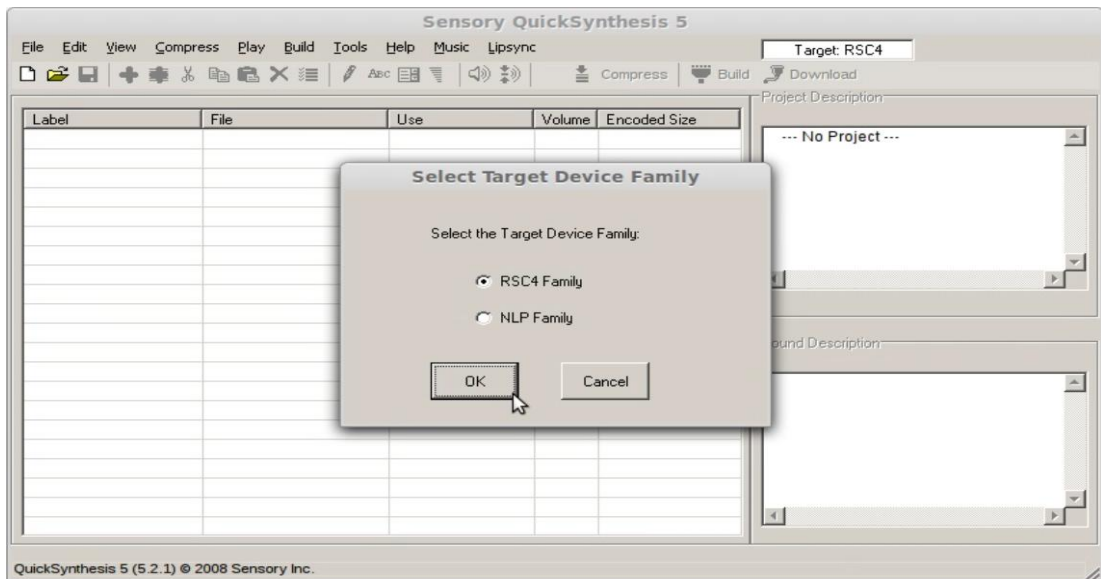 Sensory QuickSynthesis 5
File Edit View Compress Play Build Tools Help Music Lipsync
Target: RSC4
ABC Compress Build Download
Project Description
Label File Use Volume Encoded Size
--- No Project ---
Select Target Device Family
Select the Target Device Family:
RSC4 Family
NLP Family
OK Cancel
ound Description
QuickSynthesis 5 (5.2.1) © 2008 Sensory Inc.